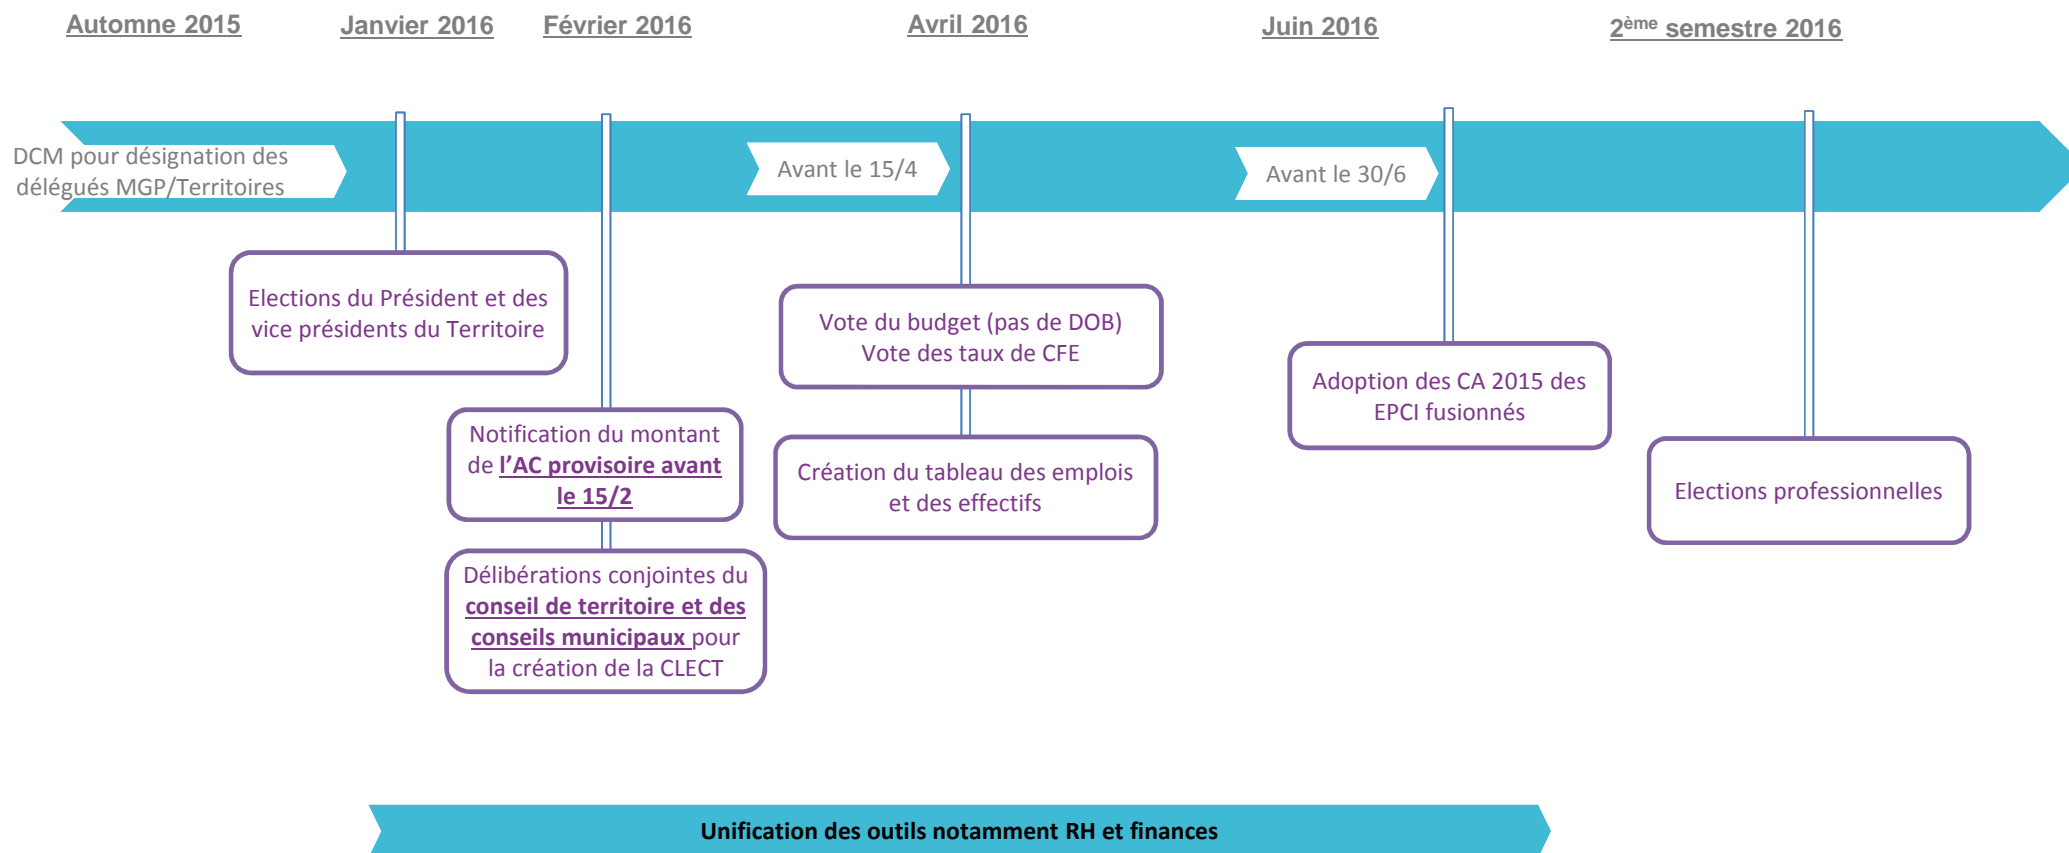 Automne 2015
Janvier 2016
Février 2016
Avril 2016
Juin 2016
2ème semestre 2016
DCM pour désignation des
délégués MGP/Territoires
Avant le 15/4
Avant le 30/6
Elections du Président et des
vice présidents du Territoire
Notification du montant
de l’AC provisoire avant
le 15/2
Délibérations conjointes du
conseil de territoire et des
conseils municipaux pour
la création de la CLECT
Vote du budget (pas de DOB)
Vote des taux de CFE
Création du tableau des emplois
et des effectifs
Adoption des CA 2015 des
EPCI fusionnés
Elections professionnelles
Unification des outils notamment RH et finances